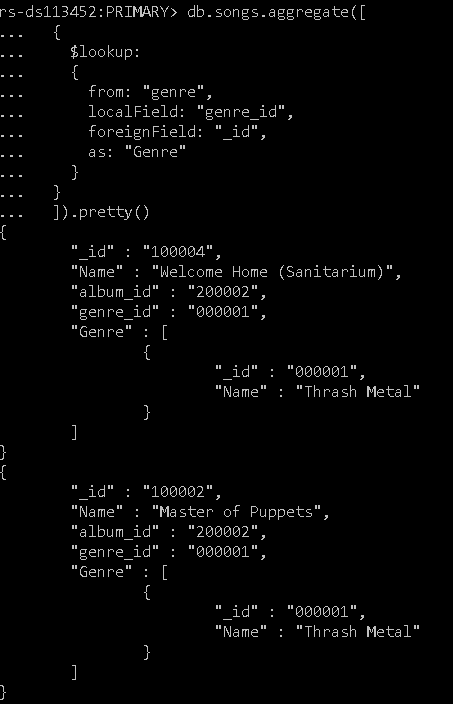 rs-ds113452:PRIMARY> db.songs.aggregate([
... {
... $lookup:
... {
... from: "genre",
... localField: "genre_id",
... foreignField: "_id",
... as: "Genre"
... }
... }
... ]).pretty()
{
"_id" : "100004",
"Name" : "Welcome Home (Sanitarium)",
"album_id" : "200002",
"genre_id" : "000001",
"Genre" : [
{
"_id" : "000001",
"Name" : "Thrash Metal"
}
]
}
{
"_id" : "100002",
"Name" : "Master of Puppets",
"album_id" : "200002",
"genre_id" : "000001",
"Genre" : [
{
"_id" : "000001",
"Name" : "Thrash Metal"
}
]
}